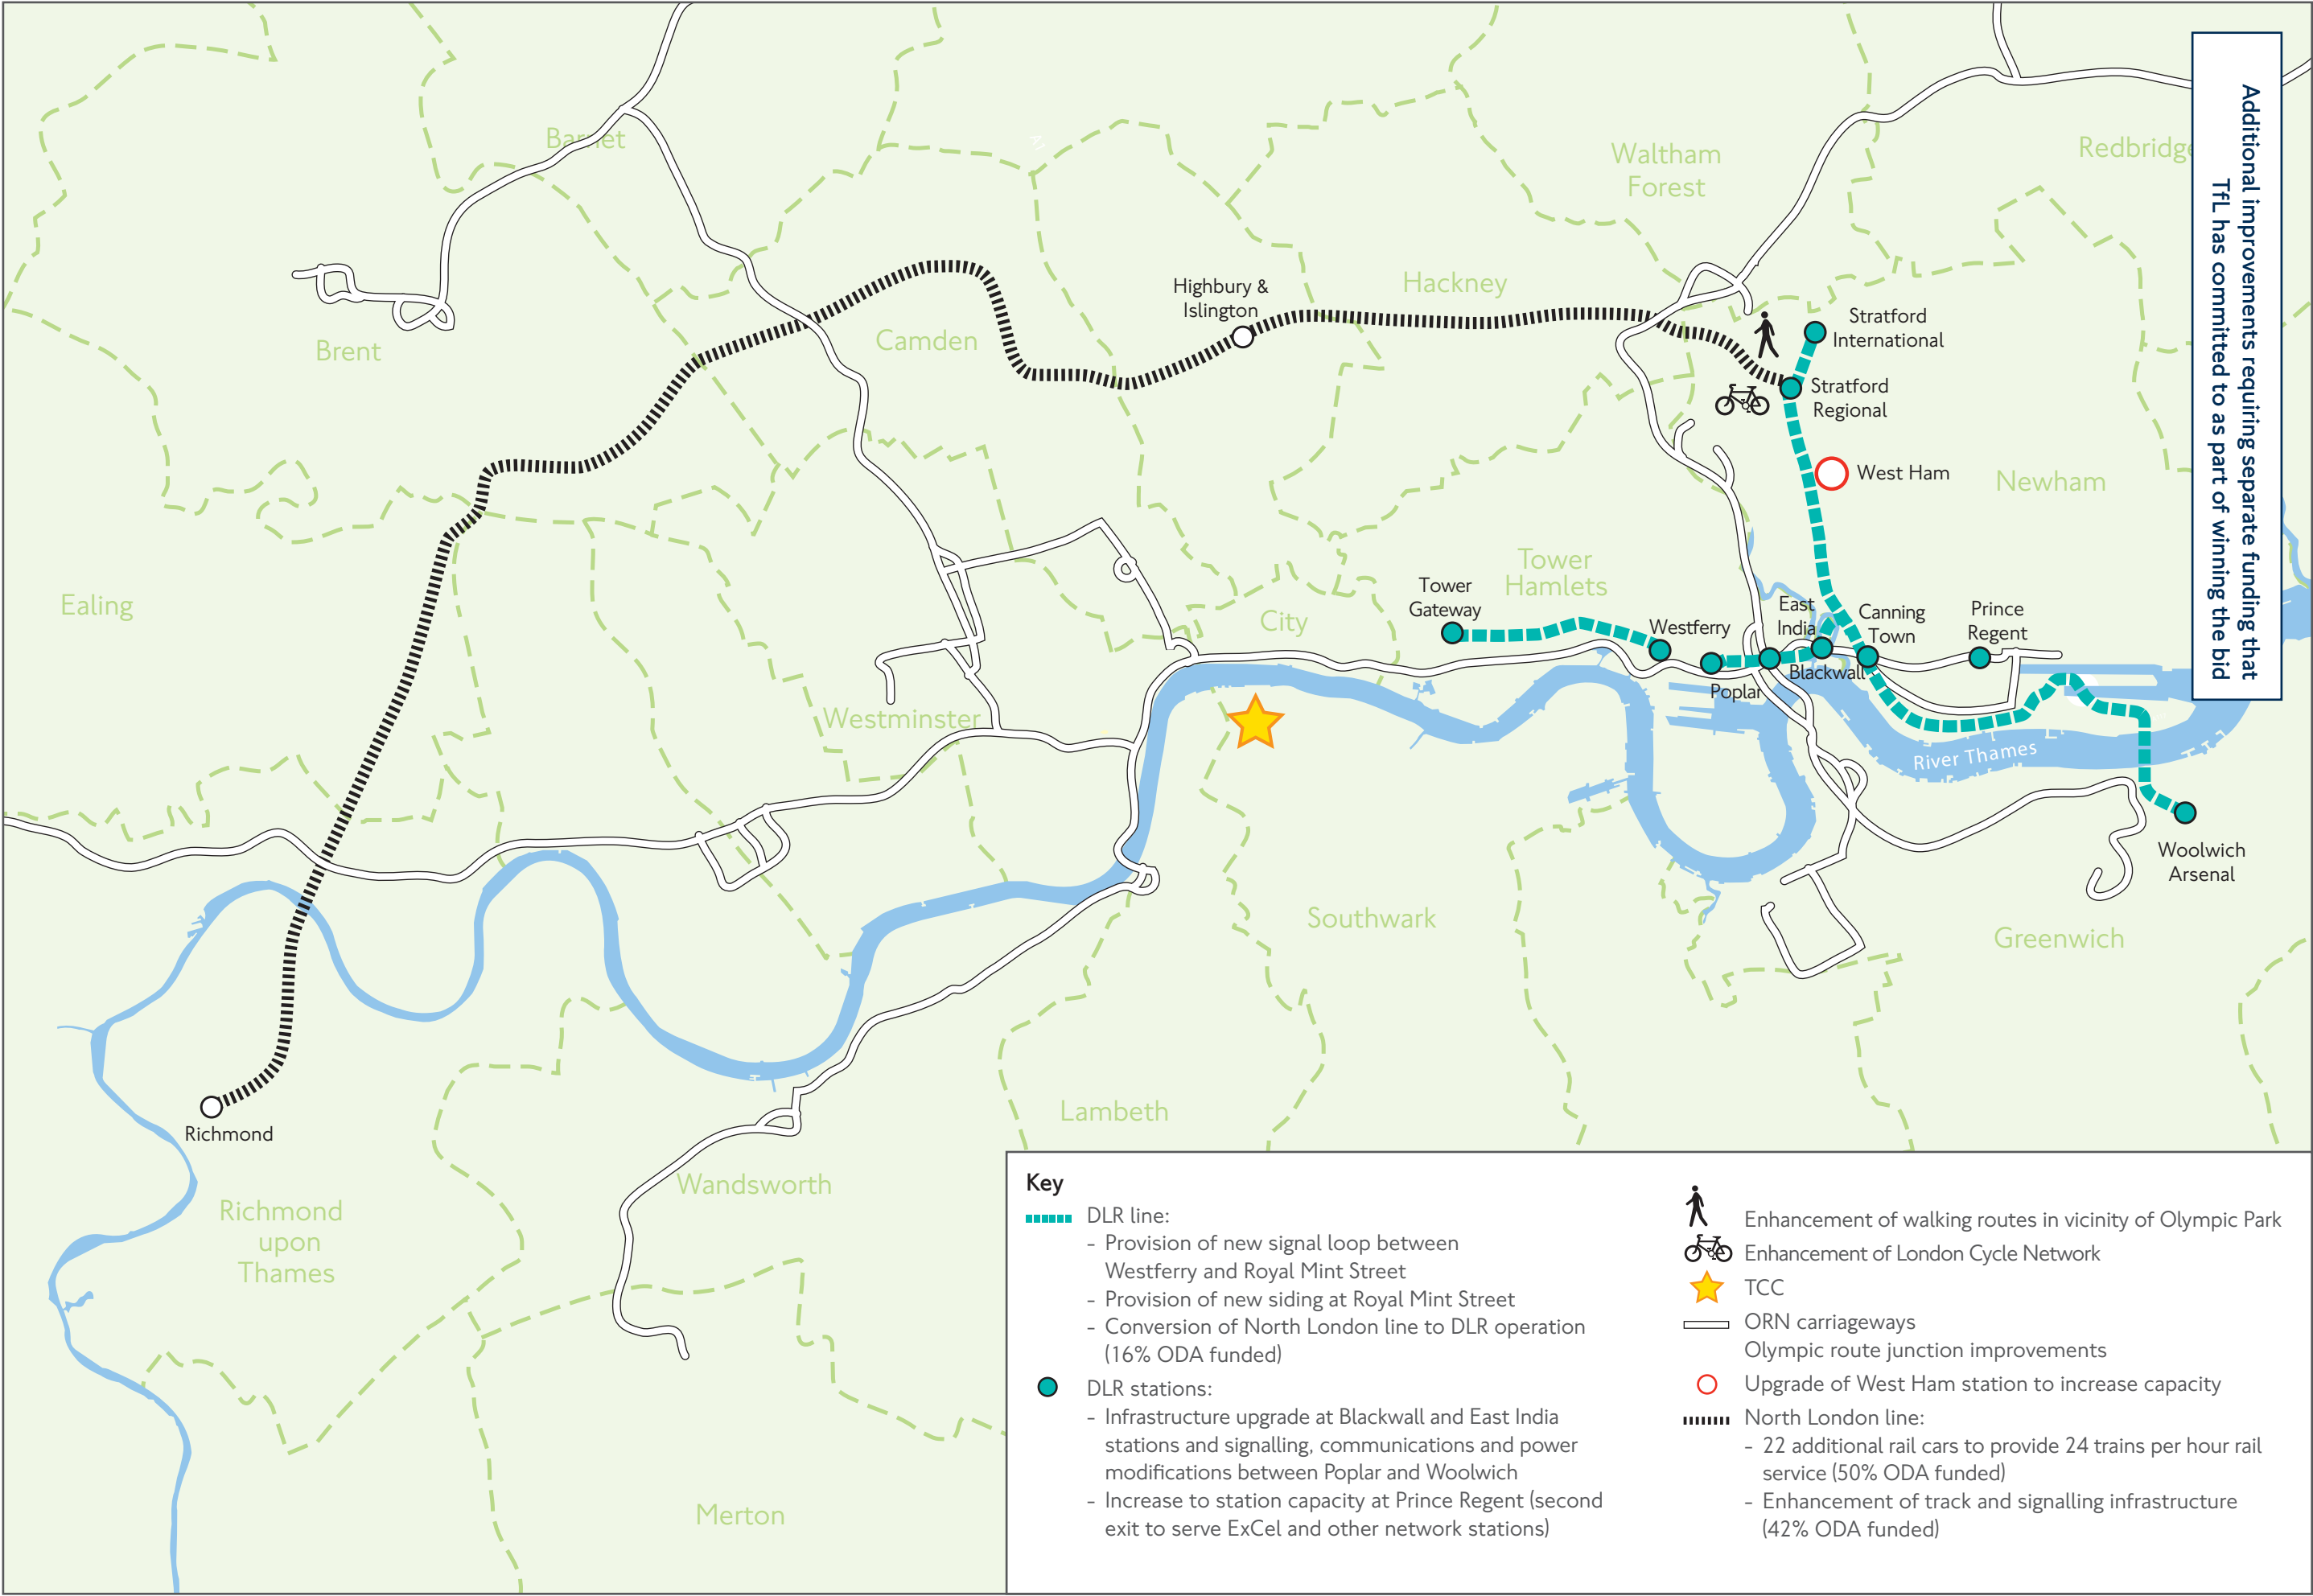 Additional improvements requiring separate funding that
TfL has committed to as part of winning the bid
Barnet
A1
Waltham
Forest
Redbridge
Highbury &
Islington
Hackney
Stratford
International
Brent
Camden
Stratford
Regional
West Ham
Newham
Ealing
Tower
Hamlets
Tower
Gateway
City
Westferry
East
India
Canning
Town
Prince
Regent
Poplar
Blackwall
Westminster
River Thames
Woolwich
Arsenal
Southwark
Greenwich
Richmond
Lambeth
Wandsworth
Richmond
upon
Thames
Merton
Key
DLR line:
- Provision of new signal loop between
Westferry and Royal Mint Street
- Provision of new siding at Royal Mint Street
- Conversion of North London line to DLR operation
(16% ODA funded)
DLR stations:
- Infrastructure upgrade at Blackwall and East India
stations and signalling, communications and power
modifications between Poplar and Woolwich
- Increase to station capacity at Prince Regent (second
exit to serve ExCel and other network stations)
Enhancement of walking routes in vicinity of Olympic Park
Enhancement of London Cycle Network
TCC
ORN carriageways
Olympic route junction improvements
Upgrade of West Ham station to increase capacity
North London line:
- 22 additional rail cars to provide 24 trains per hour rail
service (50% ODA funded)
- Enhancement of track and signalling infrastructure
(42% ODA funded)